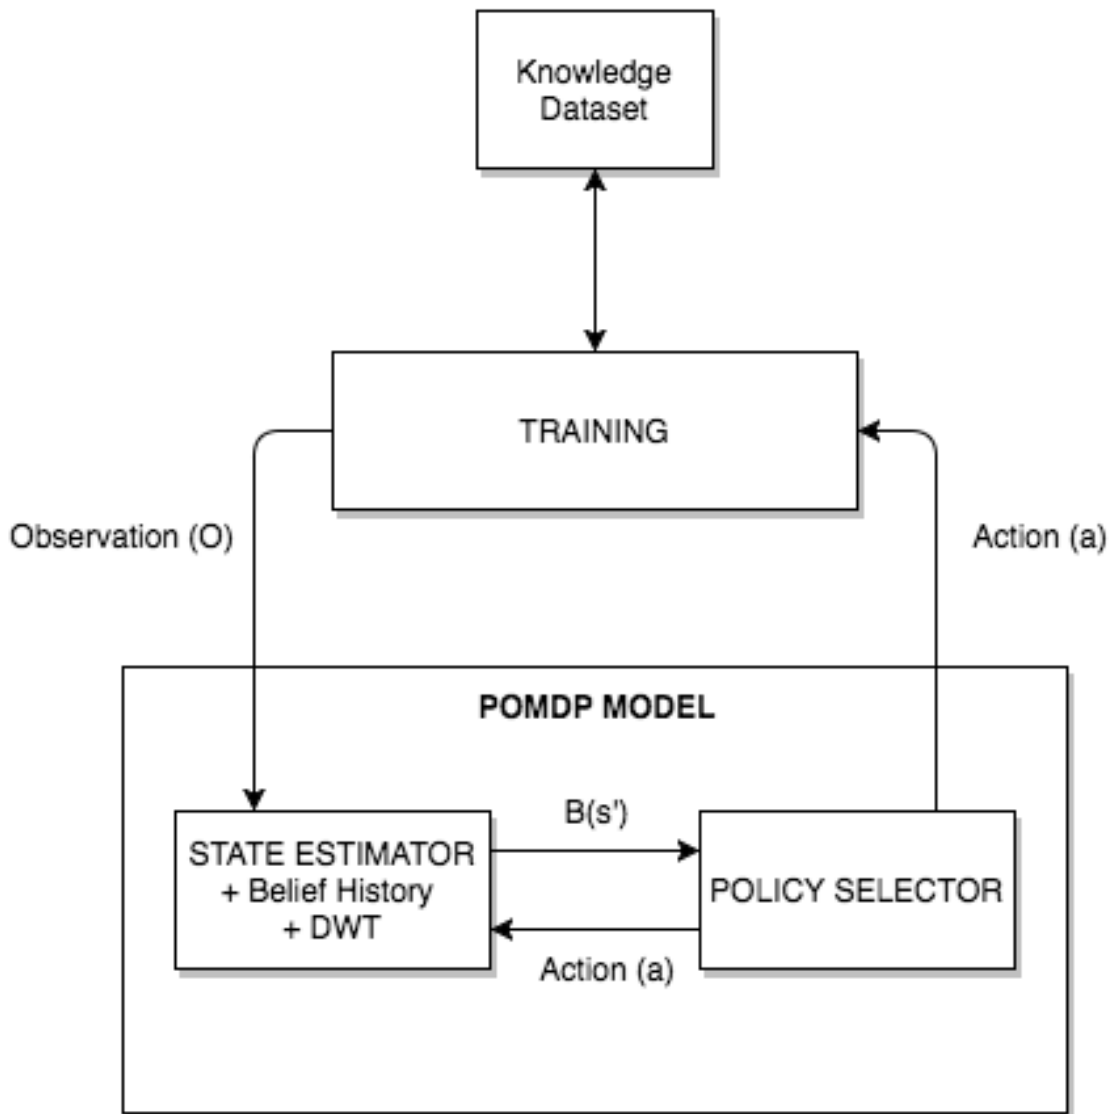 Knowledge
Dataset
TRAINING
Observation (O)
Action (a)
POMDP MODEL
B(s')
STATE ESTIMATOR
+ Belief History
+ DWT
POLICY SELECTOR
Action (a)